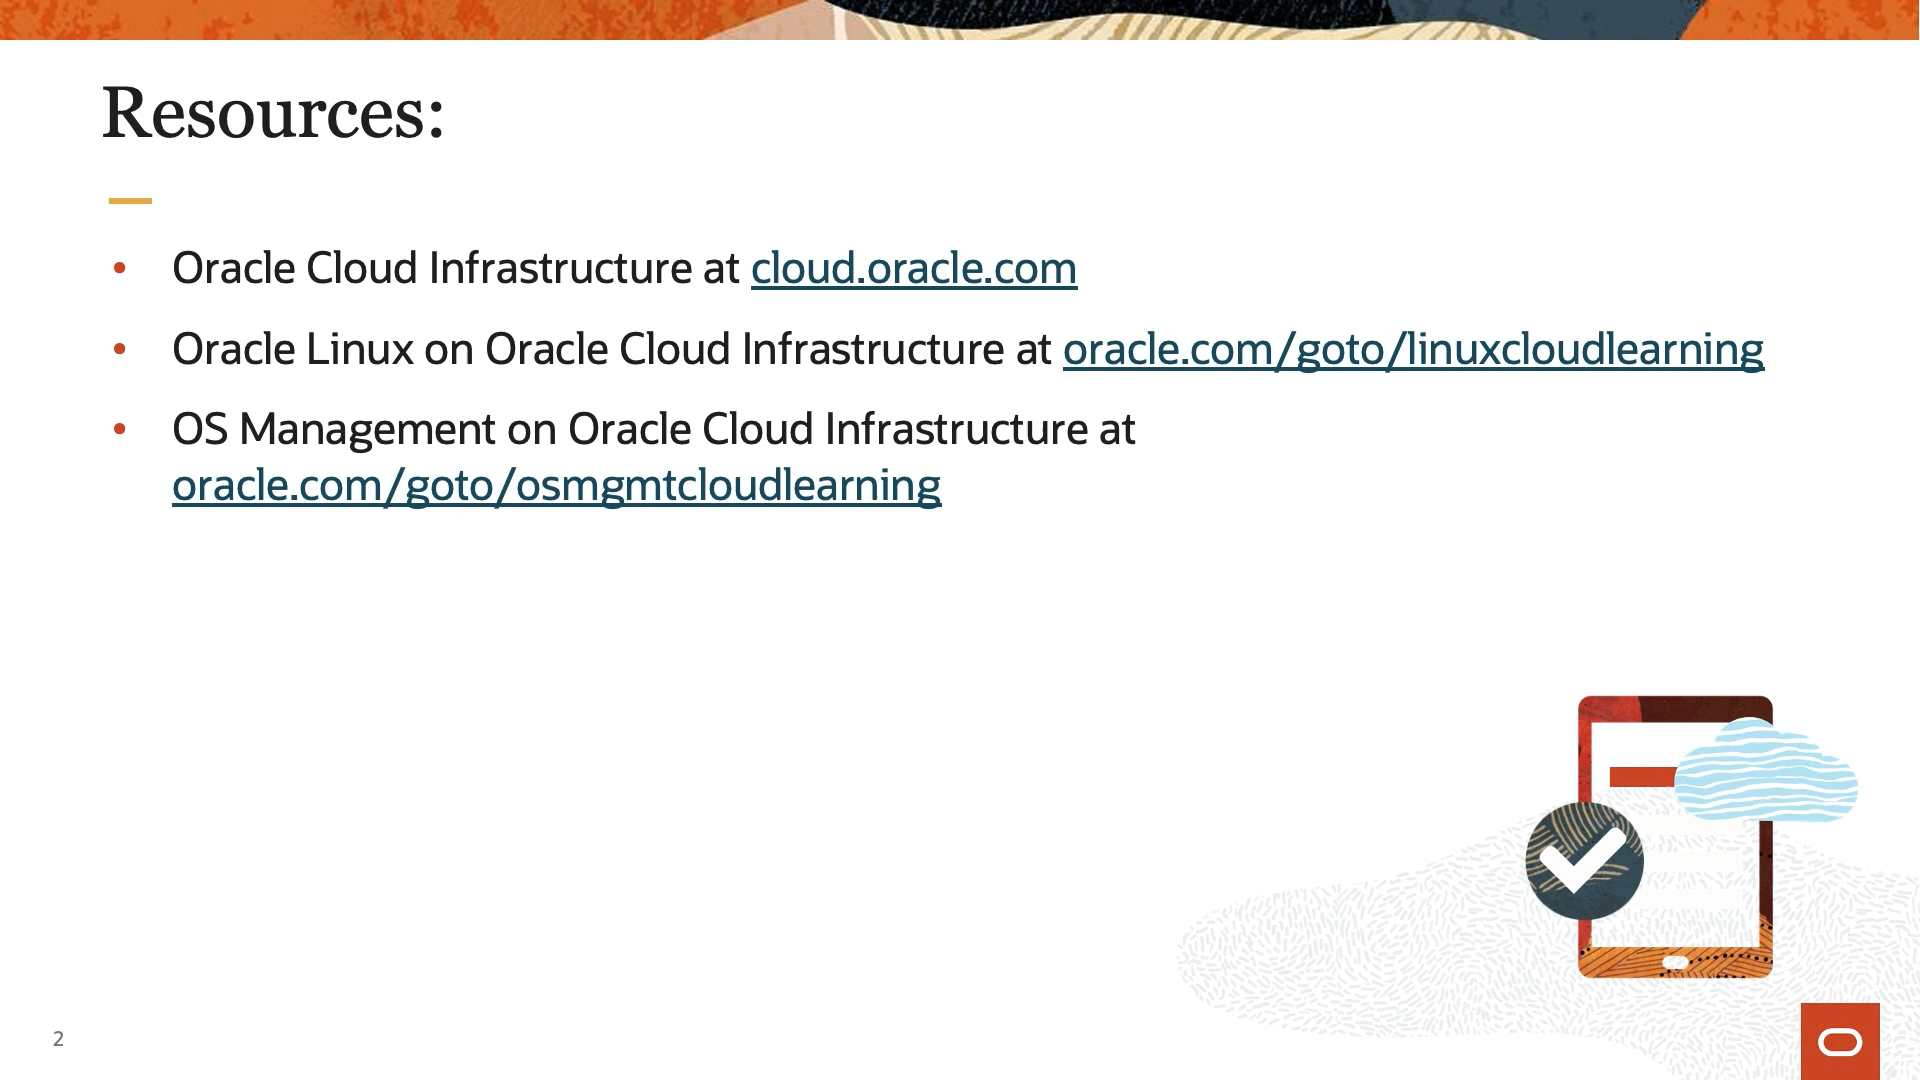 Resources:
• Oracle Cloud Infrastructure at cloud.oracle.com
• Oracle Linux on Oracle Cloud Infrastructure at oracle.com/goto/linuxcloudlearning
• OS Management on Oracle Cloud Infrastructure at
oracle.com/goto/osmgmtcloudlearning
2